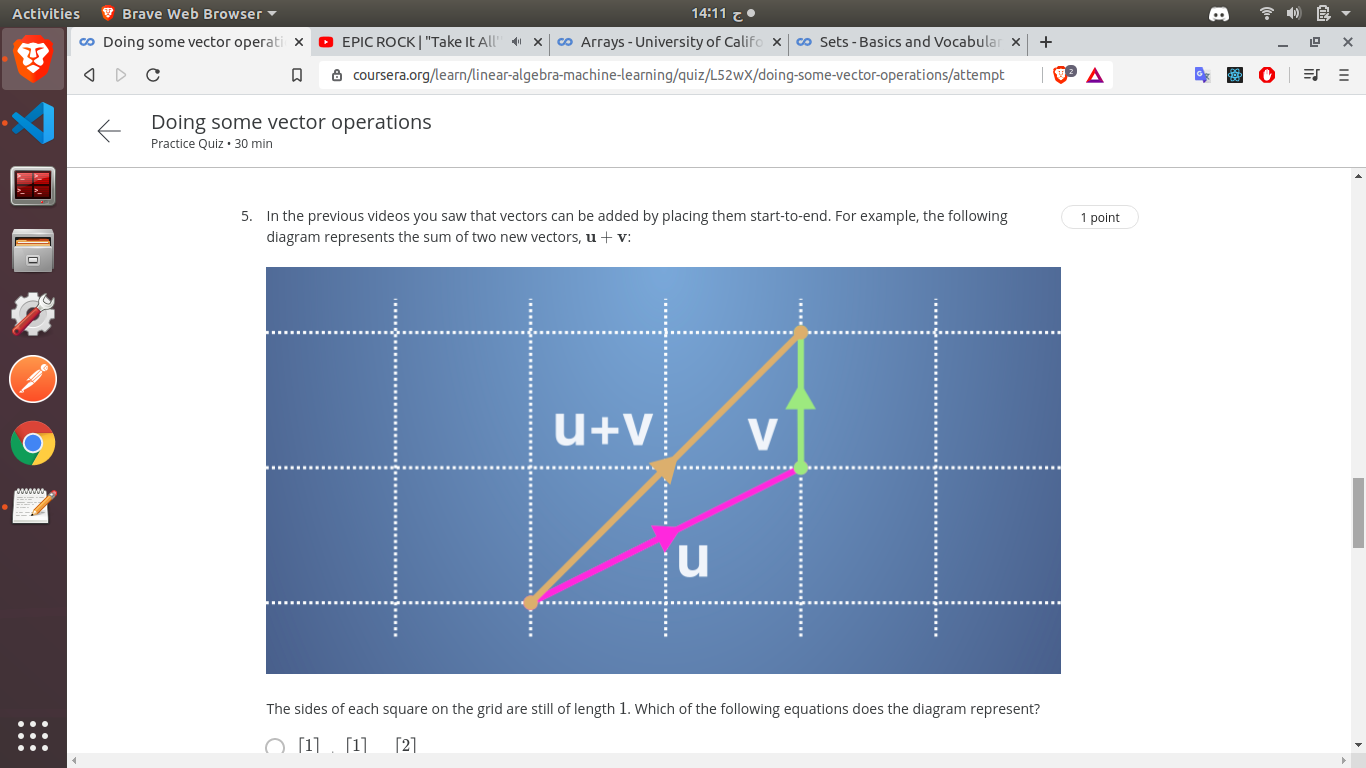 Activities Brave Web Browser 14:11 ح
Doing some vector operati EPIC ROCK | "Take It All" Arrays - University of Califo Sets - Basics and Vocabular
coursera.org/learn/linear-algebra-machine-learning/quiz/L52wX/doing-some-vector-operations/attempt 2
Doing some vector operations
Practice Quiz • 30 min
5. In the previous videos you saw that vectors can be added by placing them start-to-end. For example, the following 1 point
diagram represents the sum of two new vectors, u + v:
u+v v
u
The sides of each square on the grid are still of length 1. Which of the following equations does the diagram represent?
[1] [1] [2]